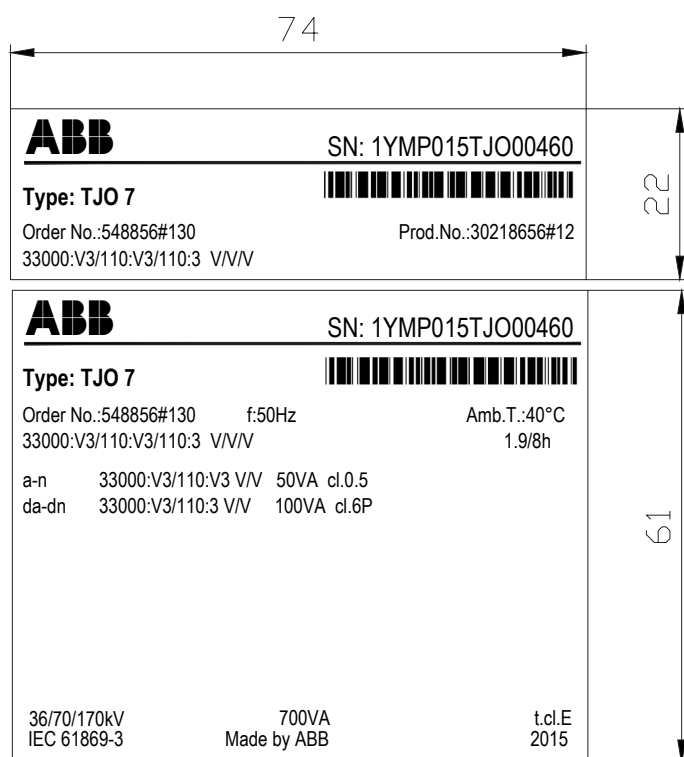 74
ABB
SN: 1YMP015TJO00460
Type: TJO 7
Order No.:548856#130 Prod.No.:30218656#12
33000:V3/110:V3/110:3 V/V/V
22
ABB
SN: 1YMP015TJO00460
Type: TJO 7
Order No.:548856#130 f:50Hz Amb.T.:40°C
33000:V3/110:V3/110:3 V/V/V 1.9/8h
a-n 33000:V3/110:V3 V/V 50VA cl.0.5
da-dn 33000:V3/110:3 V/V 100VA cl.6P
61
36/70/170kV 700VA t.cl.E
IEC 61869-3 Made by ABB 2015